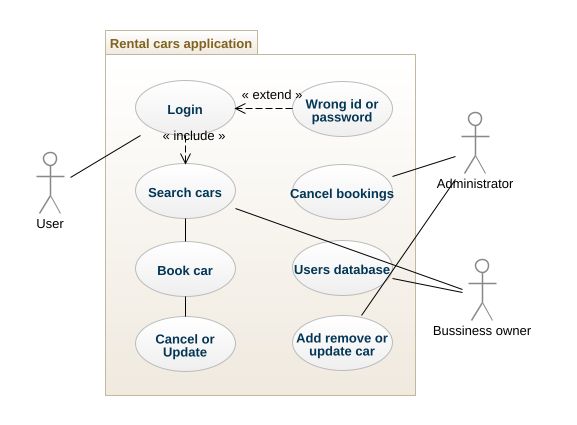 Rental cars application
Login
« extend »
Wrong id or
password
« include »
Search cars
Cancel bookings
Administrator
User
Book car
Users database
Bussiness owner
Cancel or
Update
Add remove or
update car